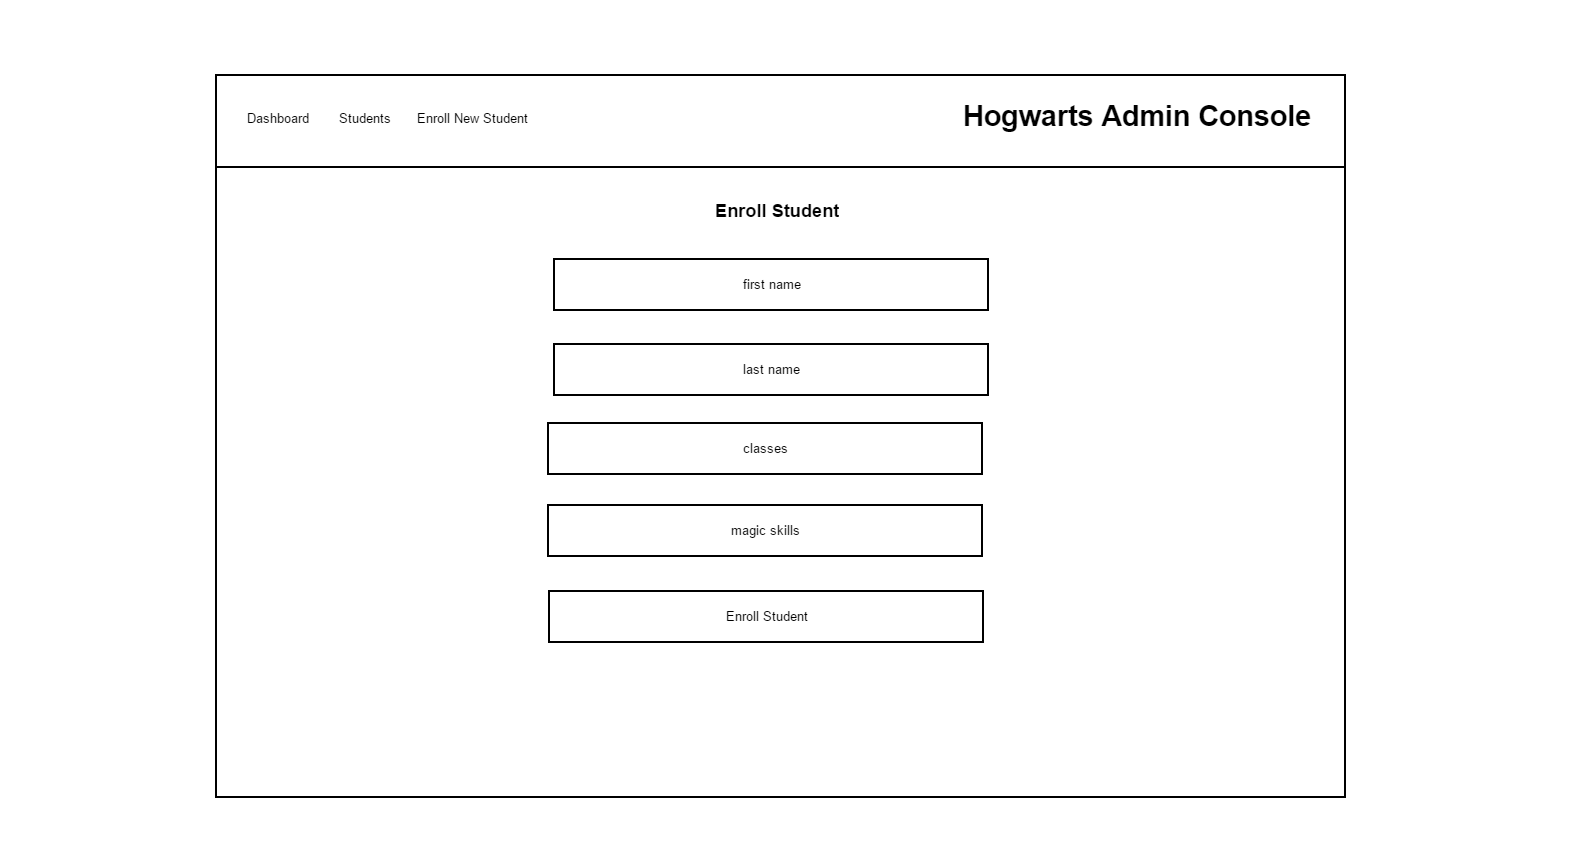 Dashboard Students Enroll New Student Hogwarts Admin Console
Enroll Student
first name
last name
classes
magic skills
Enroll Student